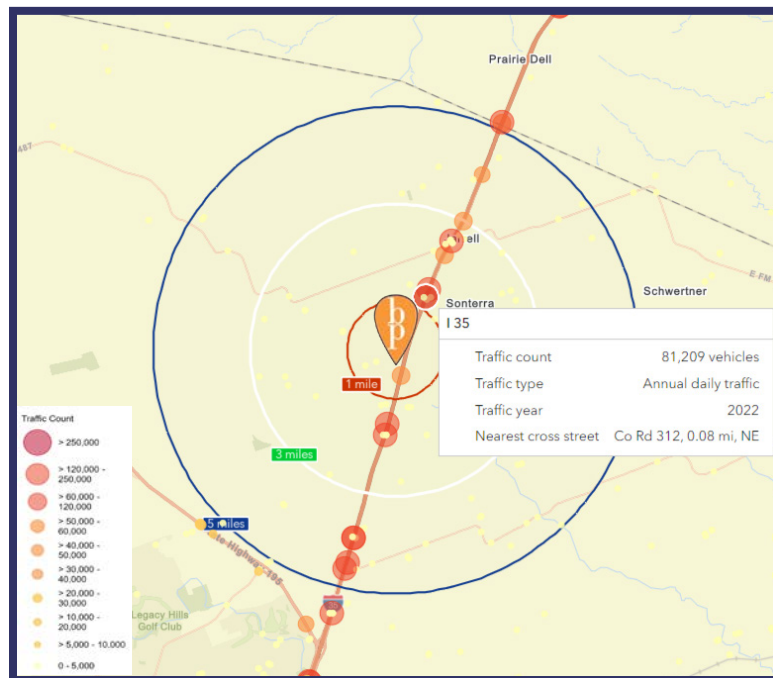 Prairie Dell
487
ell
E-FM
Schwertner
Sonterra
b
p
I 35
Traffic count 81,209 vehicles
Traffic type Annual daily traffic
Traffic year 2022
Nearest cross street Co Rd 312, 0.08 mi, NE
1 mile
3 miles
5 miles
to Highway 195
Legacy Hills
Golf Club
Traffic Count
> 250,000
> 120,000 -
250,000
> 60,000 -
120,000
> 50,000 -
60,000
> 40,000 -
50,000
> 30,000 -
40,000
> 20,000 -
30,000
> 10,000 -
20,000
> 5,000 - 10,000
0 - 5,000